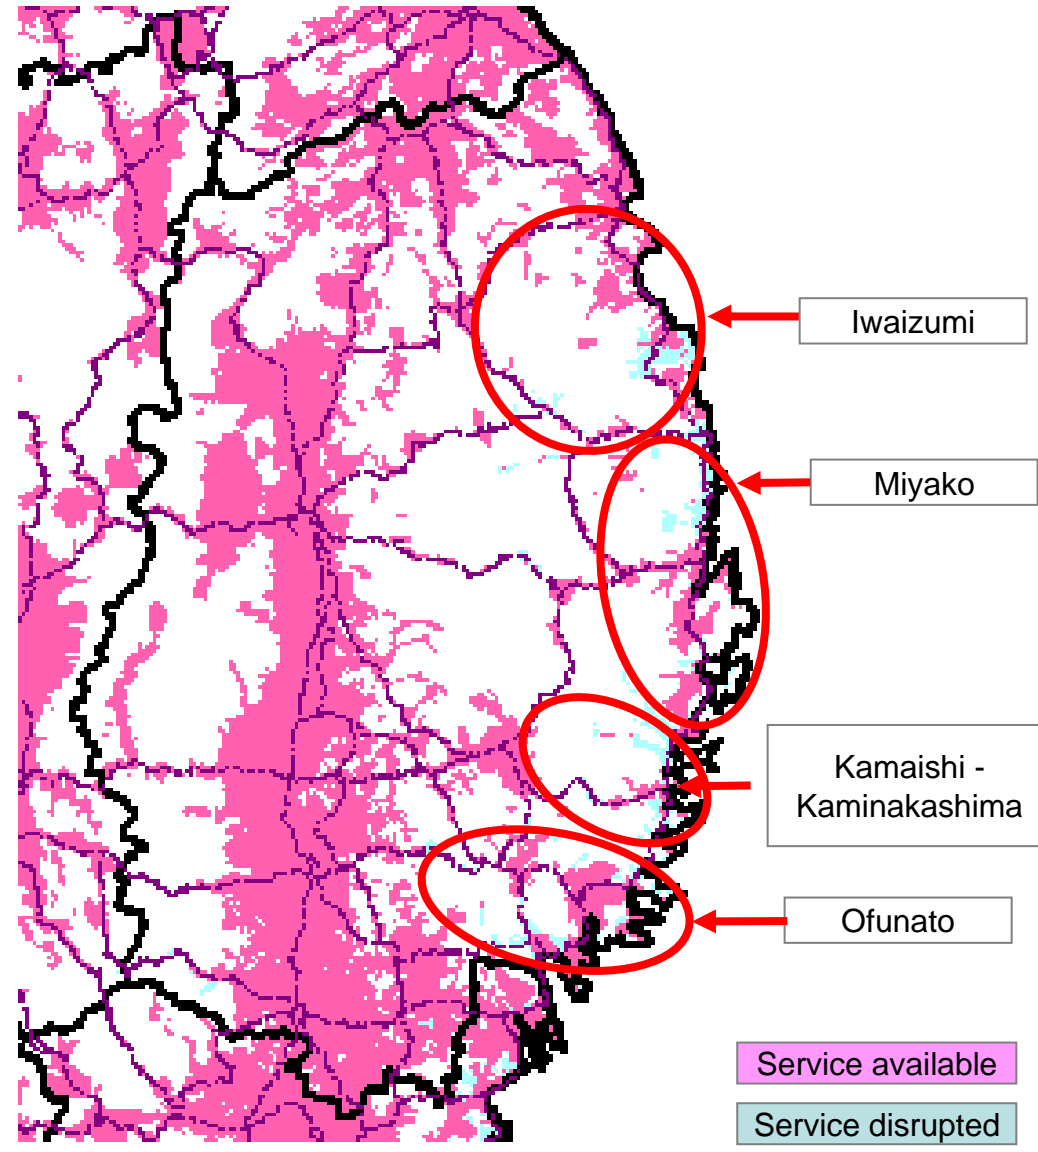 Iwaizumi
Miyako
Kamaishi -
Kaminakashima
Ofunato
Service available
Service disrupted